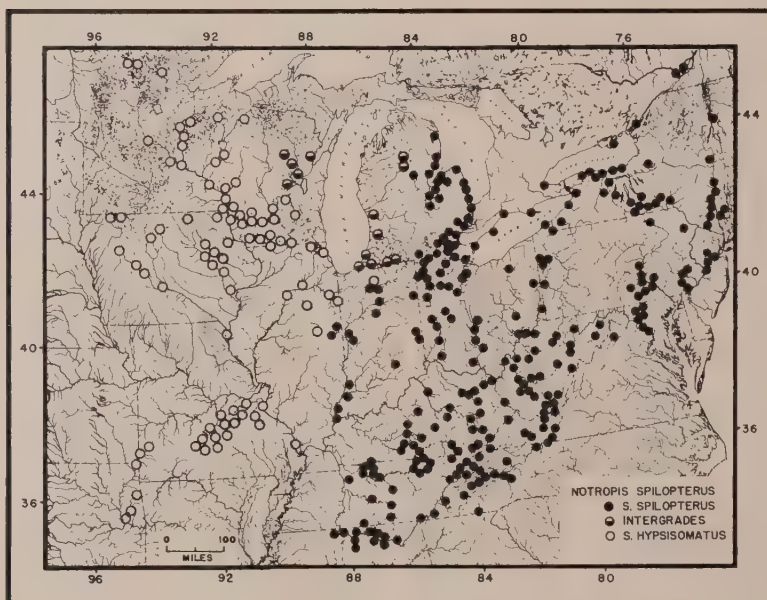 96 92 88 84 80 76
44
44
40
40
36
36
NOTROPIS SPILOPTERUS
S. SPILOPTERUS
INTERGRADES
S. HYPSISOMATUS
0 100
MILES
96 92 88 84 80